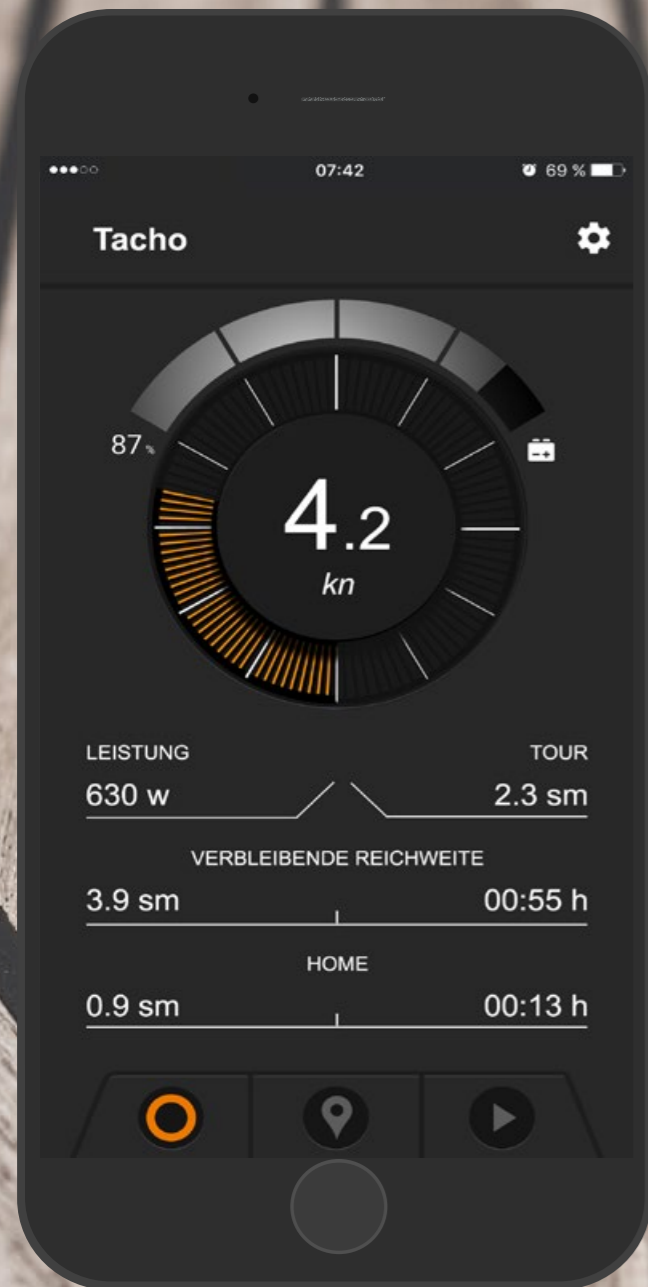 07:42
69 %
Tacho
87 %
4.2
kn
LEISTUNG TOUR
630 w 2.3 sm
VERBLEIBENDE REICHWEITE
3.9 sm 00:55 h
HOME
0.9 sm 00:13 h